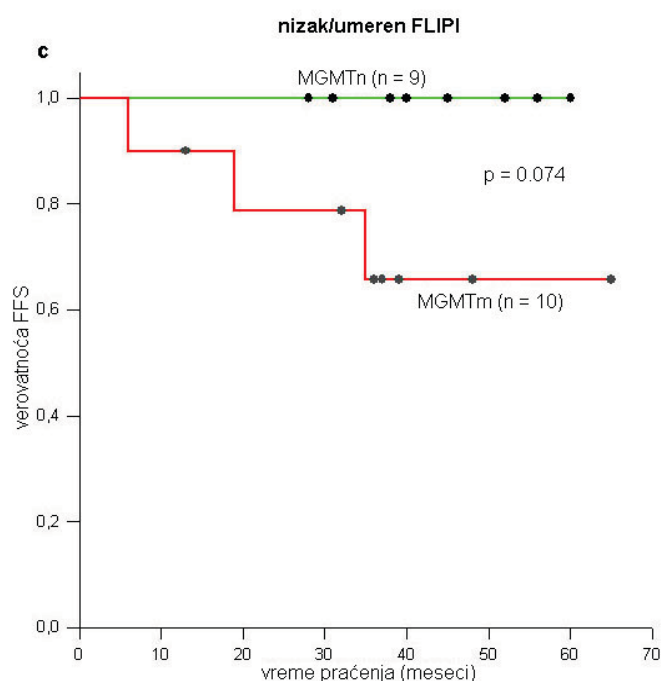 nizak/umeren FLIPI
c
MGMTn (n = 9)
1,0
p = 0.074
0,8
MGMTm (n = 10)
0,6
verovatnoća FFS
0,4
0,2
0,0
0 10 20 30 40 50 60 70
vreme praćenja (meseci)